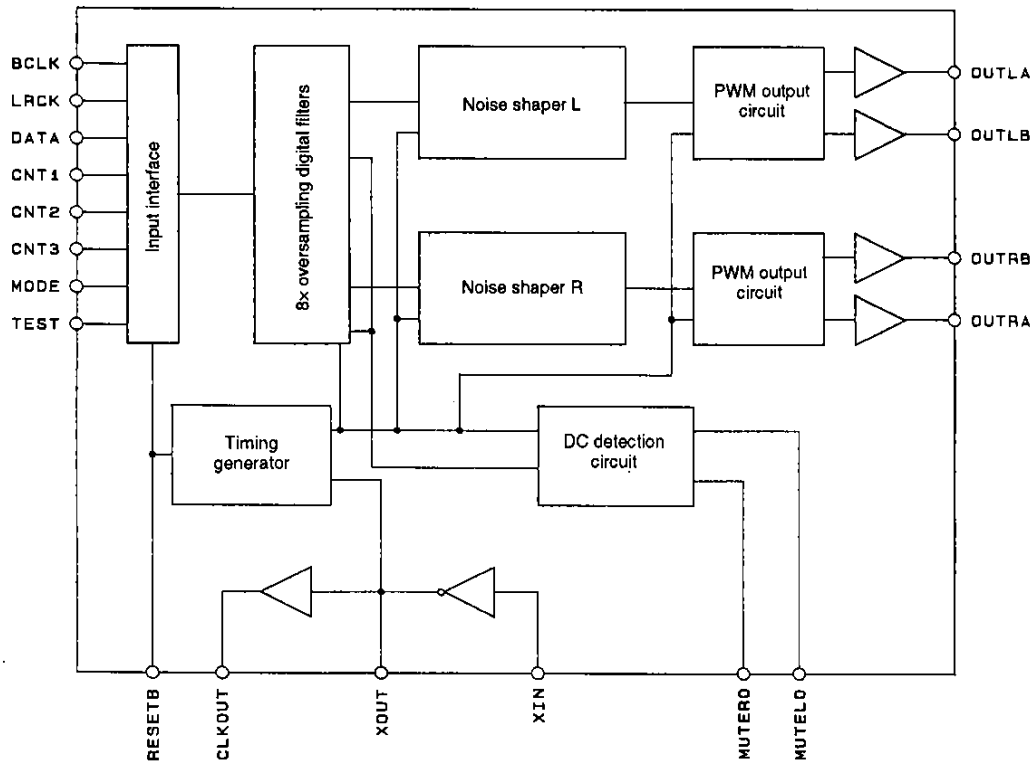 BCLK
LRCK
DATA
CNT1
CNT2
CNT3
MODE
TEST
Input interface
8x oversampling digital filters
Noise shaper L
PWM output
circuit
OUTLA
OUTLB
Noise shaper R
PWM output
circuit
OUTRB
OUTRA
Timing
generator
DC detection
circuit
RESETB
CLKOUT
XOUT
XIN
MUTERO
MUTELO